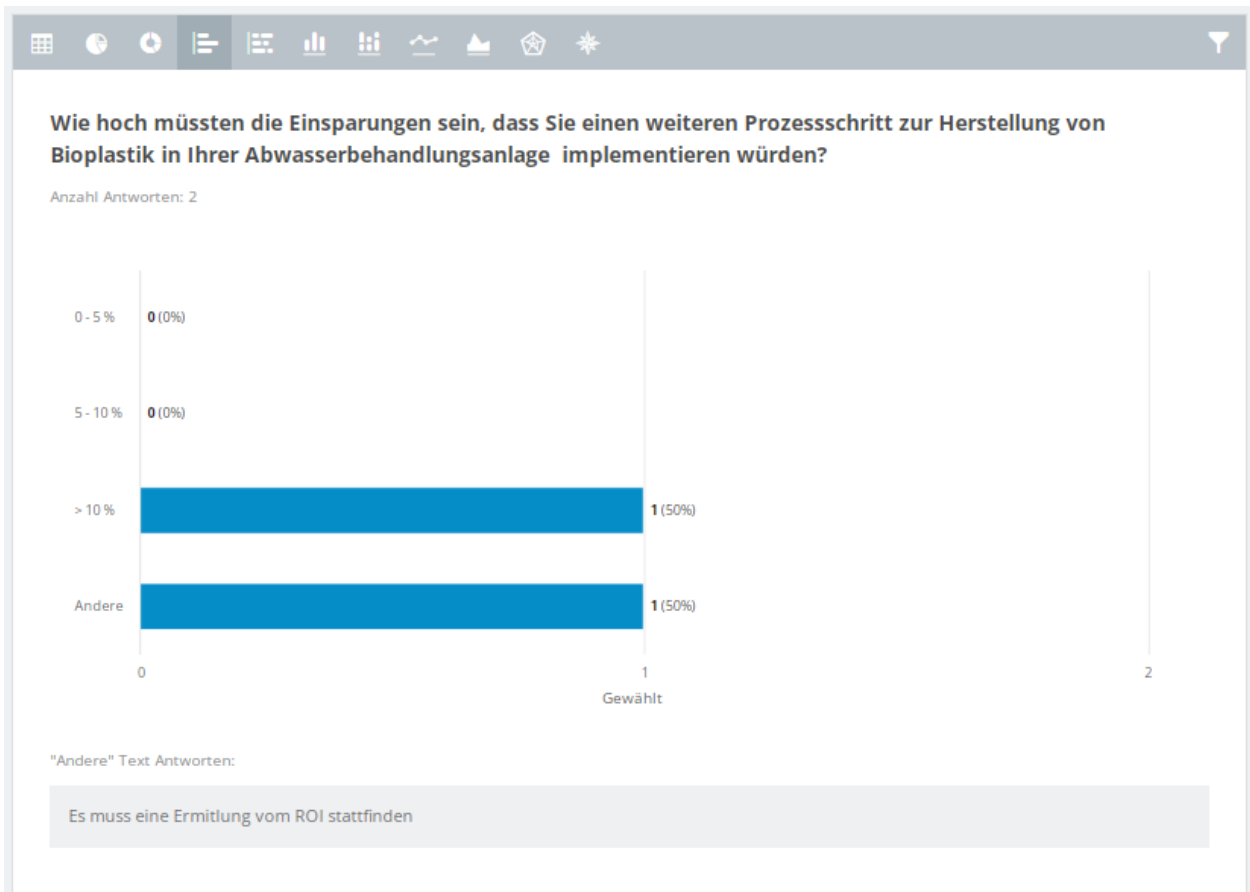 Wie hoch müssten die Einsparungen sein, dass Sie einen weiteren Prozessschritt zur Herstellung von
Bioplastik in Ihrer Abwasserbehandlungsanlage  implementieren würden?
Anzahl Antworten: 2
0 - 5 % 0 (0%)
5 - 10 % 0 (0%)
> 10 % 1 (50%)
Andere 1 (50%)
0 1 2
Gewählt
"Andere" Text Antworten:
Es muss eine Ermitlung vom ROI stattfinden